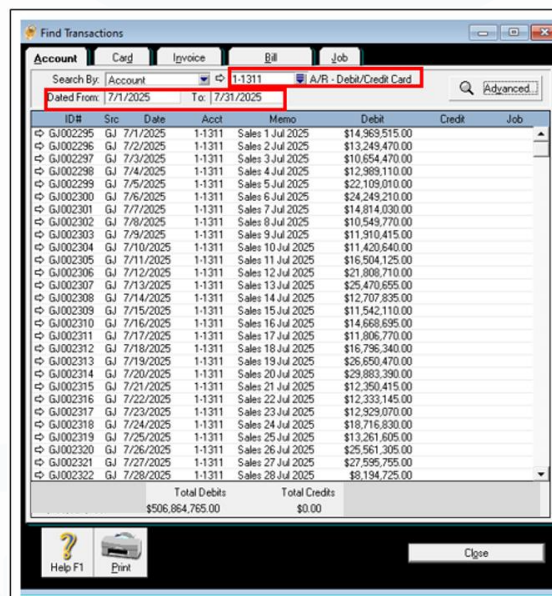 Find Transactions
Account Card Invoice Bill Job
Search By: Account 1-1311 A/R - Debit/Credit Card
Advanced...
Dated From: 7/1/2025 To: 7/31/2025
ID# Src Date Acct Memo Debit Credit Job
GJ002295 GJ 7/1/2025 1-1311 Sales 1 Jul 2025 $14,969,515.00
GJ002296 GJ 7/2/2025 1-1311 Sales 2 Jul 2025 $13,249,470.00
GJ002297 GJ 7/3/2025 1-1311 Sales 3 Jul 2025 $10,654,470.00
GJ002298 GJ 7/4/2025 1-1311 Sales 4 Jul 2025 $12,989,110.00
GJ002299 GJ 7/5/2025 1-1311 Sales 5 Jul 2025 $22,109,010.00
GJ002300 GJ 7/6/2025 1-1311 Sales 6 Jul 2025 $24,249,210.00
GJ002301 GJ 7/7/2025 1-1311 Sales 7 Jul 2025 $14,814,030.00
GJ002302 GJ 7/8/2025 1-1311 Sales 8 Jul 2025 $10,549,770.00
GJ002303 GJ 7/9/2025 1-1311 Sales 9 Jul 2025 $11,910,415.00
GJ002304 GJ 7/10/2025 1-1311 Sales 10 Jul 2025 $11,420,640.00
GJ002305 GJ 7/11/2025 1-1311 Sales 11 Jul 2025 $16,504,125.00
GJ002306 GJ 7/12/2025 1-1311 Sales 12 Jul 2025 $21,808,710.00
GJ002307 GJ 7/13/2025 1-1311 Sales 13 Jul 2025 $25,470,655.00
GJ002308 GJ 7/14/2025 1-1311 Sales 14 Jul 2025 $12,707,835.00
GJ002309 GJ 7/15/2025 1-1311 Sales 15 Jul 2025 $11,542,110.00
GJ002310 GJ 7/16/2025 1-1311 Sales 16 Jul 2025 $14,668,695.00
GJ002311 GJ 7/17/2025 1-1311 Sales 17 Jul 2025 $11,806,770.00
GJ002312 GJ 7/18/2025 1-1311 Sales 18 Jul 2025 $16,796,340.00
GJ002313 GJ 7/19/2025 1-1311 Sales 19 Jul 2025 $26,650,470.00
GJ002314 GJ 7/20/2025 1-1311 Sales 20 Jul 2025 $29,883,390.00
GJ002315 GJ 7/21/2025 1-1311 Sales 21 Jul 2025 $12,350,415.00
GJ002316 GJ 7/22/2025 1-1311 Sales 22 Jul 2025 $12,333,145.00
GJ002317 GJ 7/23/2025 1-1311 Sales 23 Jul 2025 $12,929,070.00
GJ002318 GJ 7/24/2025 1-1311 Sales 24 Jul 2025 $18,716,830.00
GJ002319 GJ 7/25/2025 1-1311 Sales 25 Jul 2025 $13,261,605.00
GJ002320 GJ 7/26/2025 1-1311 Sales 26 Jul 2025 $25,561,305.00
GJ002321 GJ 7/27/2025 1-1311 Sales 27 Jul 2025 $27,595,755.00
GJ002322 GJ 7/28/2025 1-1311 Sales 28 Jul 2025 $8,194,725.00
Total Debits Total Credits
$506,864,765.00 $0.00
Help F1 Print Close